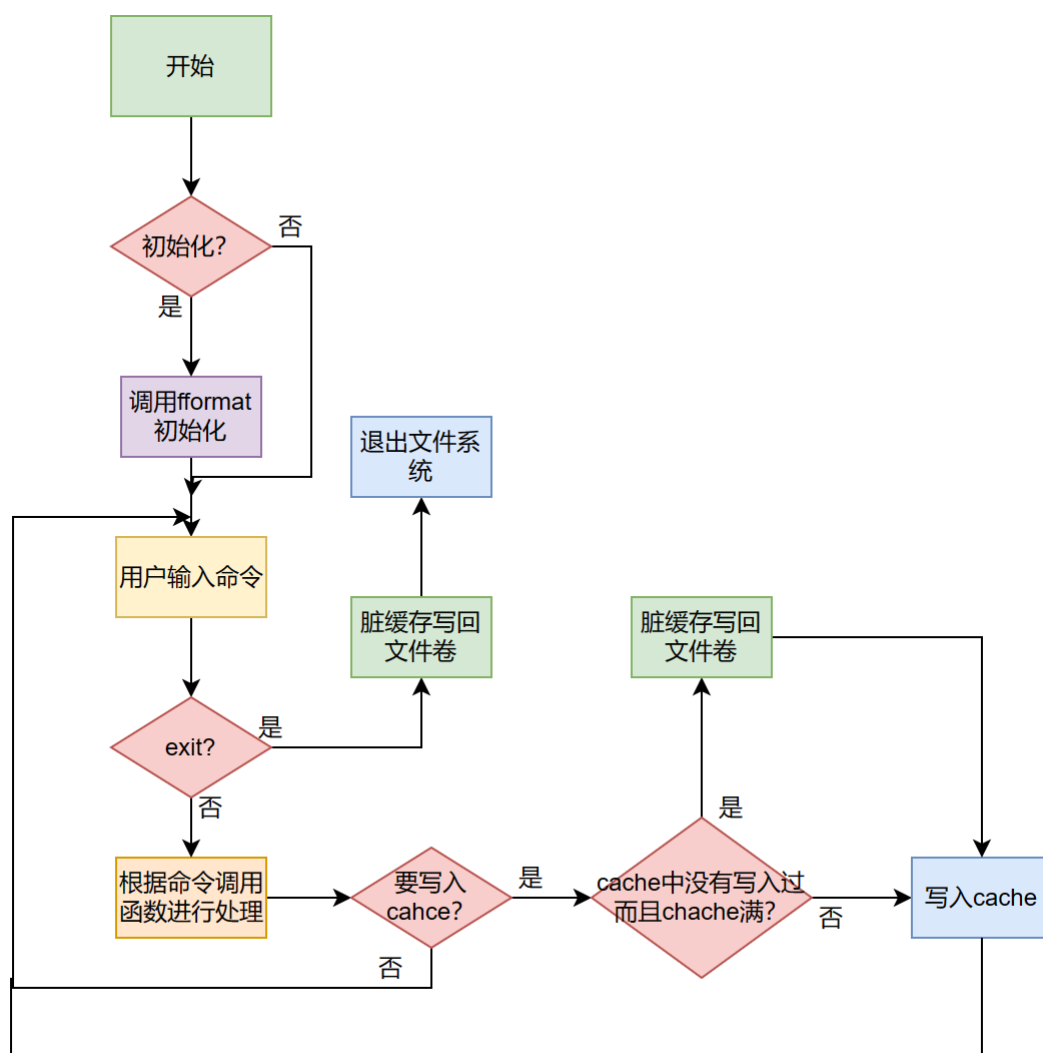 开始
初始化？
否
是
调用fformat
初始化
退出文件系
统
用户输入命令
脏缓存写回
文件卷
脏缓存写回
文件卷
exit?
是
否
是
根据命令调用
函数进行处理
要写入
cahce？
是
cache中没有写入过
而且chache满？
否
写入cache
否